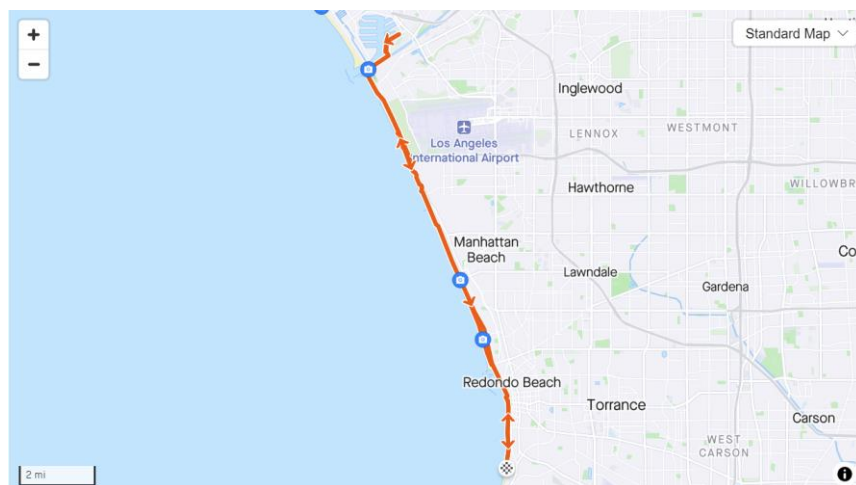 +
Standard Map
−
Inglewood
LENNOX
WESTMONT
Los Angeles
International Airport
Hawthorne
WILLOWBR
Manhattan
Beach
Co
Lawndale
Gardena
Redondo Beach
Torrance
Carson
WEST
CARSON
2 mi
i